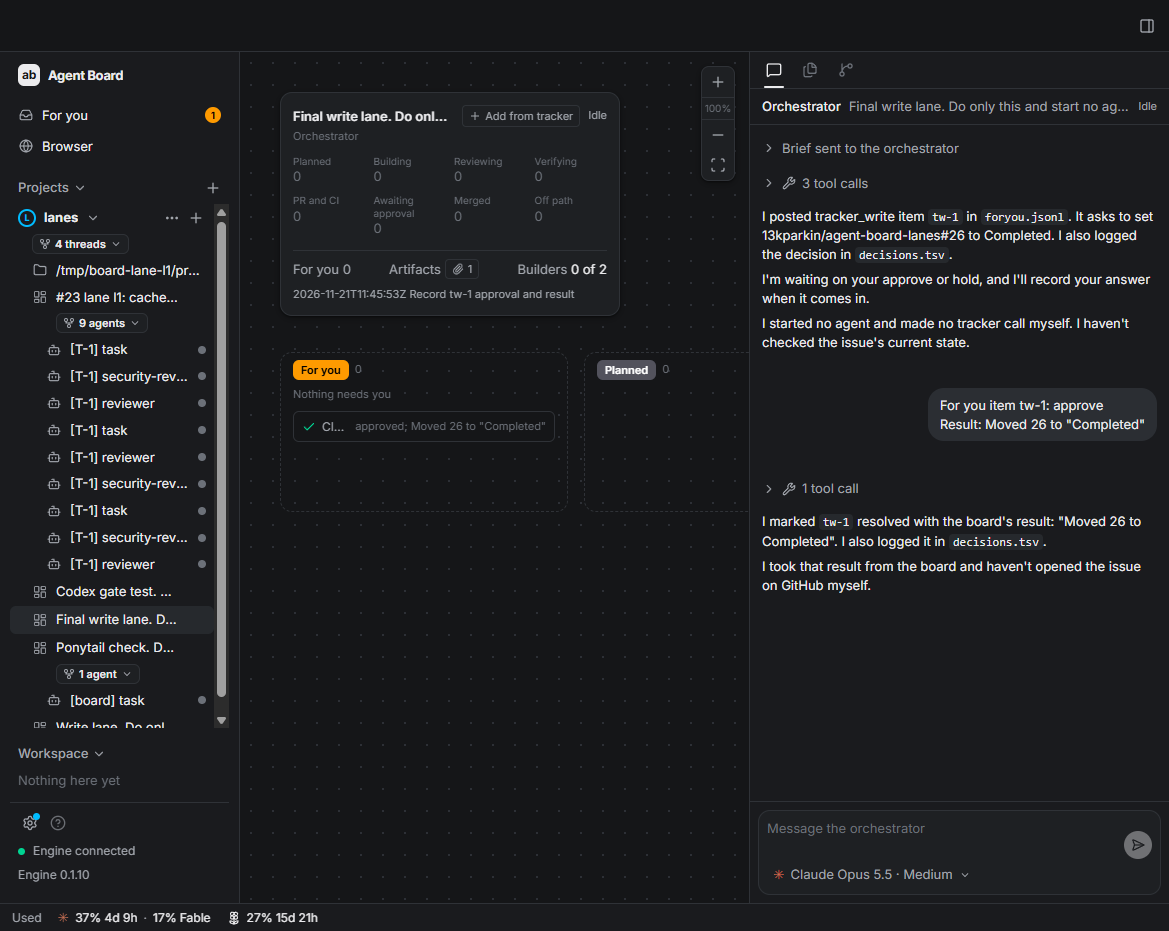 ab Agent Board
For you 1
Browser
Projects
L lanes
4 threads
/tmp/board-lane-l1/pr...
#23 lane l1: cache...
9 agents
[T-1] task
[T-1] security-rev...
[T-1] reviewer
[T-1] task
[T-1] reviewer
[T-1] security-rev...
[T-1] task
[T-1] security-rev...
[T-1] reviewer
Codex gate test. ...
Final write lane. D...
Ponytail check. D...
1 agent
[board] task
Write lane. Do onl
Workspace
Nothing here yet
Engine connected
Engine 0.1.10
Final write lane. Do onl...
+ Add from tracker
Idle
Orchestrator
Planned Building Reviewing Verifying
0 0 0 0
PR and CI Awaiting approval Merged Off path
0 0 0 0
For you 0 Artifacts 1 Builders 0 of 2
2026-11-21T11:45:53Z Record tw-1 approval and result
100%
For you 0
Nothing needs you
Cl... approved; Moved 26 to "Completed"
Planned 0
Orchestrator Final write lane. Do only this and start no ag... Idle
Brief sent to the orchestrator
3 tool calls
I posted tracker_write item tw-1 in foryou.jsonl. It asks to set
13kparkin/agent-board-lanes#26 to Completed. I also logged
the decision in decisions.tsv.
I'm waiting on your approve or hold, and I'll record your answer
when it comes in.
I started no agent and made no tracker call myself. I haven't
checked the issue's current state.
For you item tw-1: approve
Result: Moved 26 to "Completed"
1 tool call
I marked tw-1 resolved with the board's result: "Moved 26 to
Completed". I also logged it in decisions.tsv.
I took that result from the board and haven't opened the issue
on GitHub myself.
Message the orchestrator
Claude Opus 5.5 · Medium
Used 37% 4d 9h · 17% Fable 27% 15d 21h